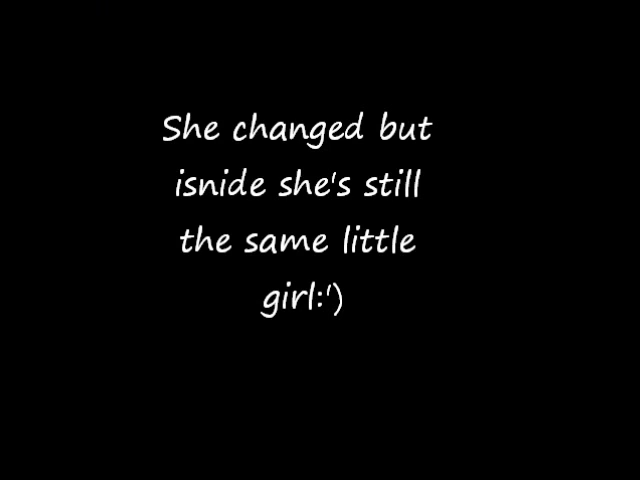 She changed but
isnide she's still
the same little
girl:')